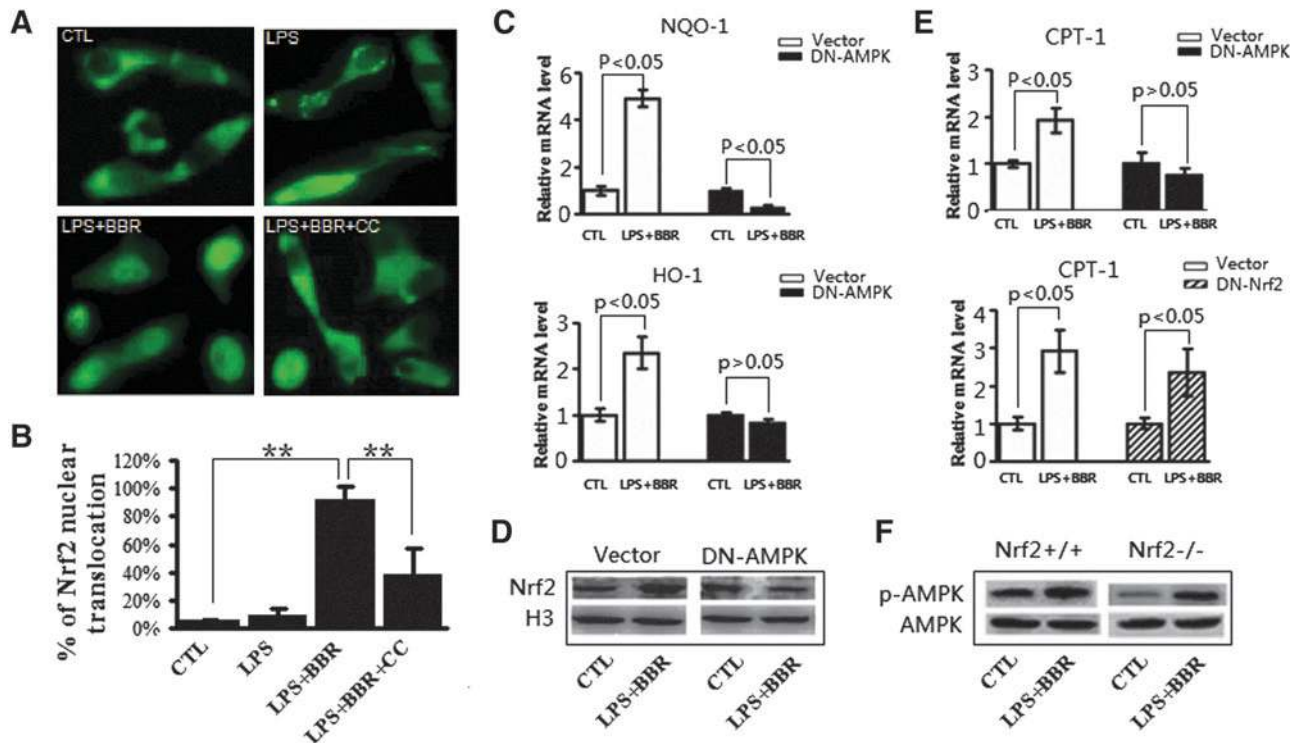 A
CTL
LPS
LPS+BBR
LPS+BBR+CC
B
% of Nrf2 nuclear
translocation
120%
100%
80%
60%
40%
20%
0%
**
**
CTL
LPS
LPS+BBR
LPS+BBR+CC
C
NQO-1
Vector
DN-AMPK
Relative mRNA level
6
4
2
0
P<0.05
P<0.05
CTL
LPS+BBR
CTL
LPS+BBR
HO-1
Vector
DN-AMPK
Relative mRNA level
3
2
1
0
p<0.05
p>0.05
CTL
LPS+BBR
CTL
LPS+BBR
D
Vector
DN-AMPK
Nrf2
H3
CTL
LPS+BBR
CTL
LPS+BBR
E
CPT-1
Vector
DN-AMPK
Relative mRNA level
3
2
1
0
P<0.05
p>0.05
CTL
LPS+BBR
CTL
LPS+BBR
CPT-1
Vector
DN-Nrf2
Relative mRNA level
4
3
2
1
0
p<0.05
p<0.05
CTL
LPS+BBR
CTL
LPS+BBR
F
Nrf2+/+
Nrf2-/-
p-AMPK
AMPK
CTL
LPS+BBR
CTL
LPS+BBR